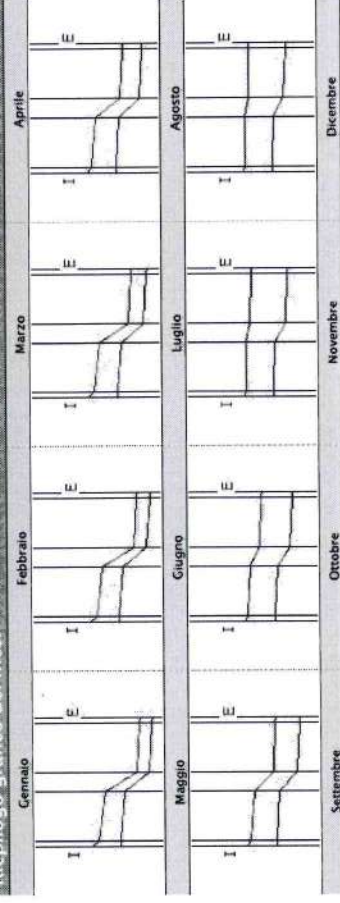 Gennaio Febbraio Marzo Aprile
I E I E I E I E
Maggio Giugno Luglio Agosto
I E I E I E I E
Settembre Ottobre Novembre Dicembre